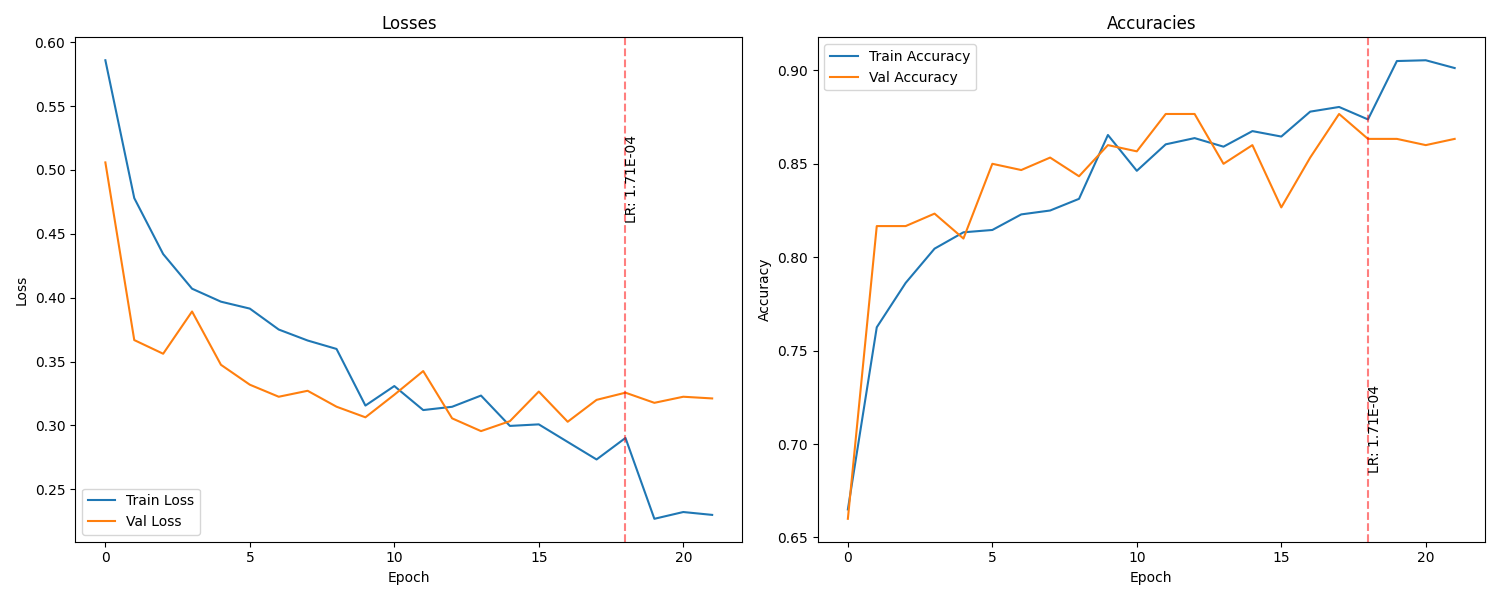 Losses
0.60
0.55
0.50
0.45
0.40
0.35
0.30
0.25
Loss
LR: 1.71E-04
Train Loss
Val Loss
0 5 10 15 20
Epoch
Accuracies
0.90
0.85
0.80
0.75
0.70
0.65
Accuracy
Train Accuracy
Val Accuracy
LR: 1.71E-04
0 5 10 15 20
Epoch